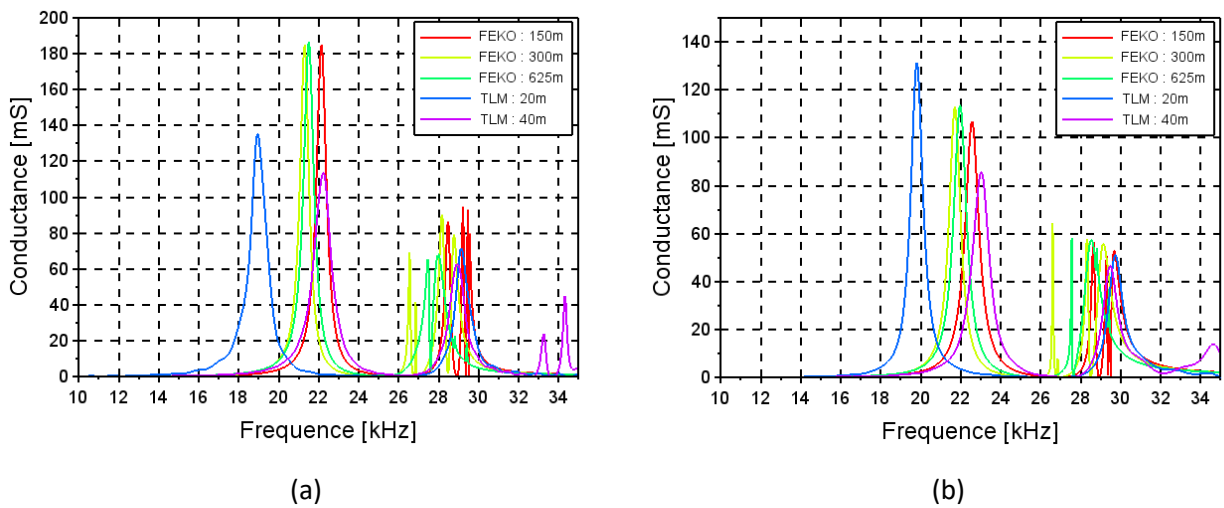 200
180
160
140
120
100
80
60
40
20
0
Conductance [mS]
10 12 14 16 18 20 22 24 26 28 30 32 34
Frequence [kHz]
FEKO : 150m
FEKO : 300m
FEKO : 625m
TLM : 20m
TLM : 40m
(a)
140
120
100
80
60
40
20
0
Conductance [mS]
10 12 14 16 18 20 22 24 26 28 30 32 34
Frequence [kHz]
FEKO : 150m
FEKO : 300m
FEKO : 625m
TLM : 20m
TLM : 40m
(b)